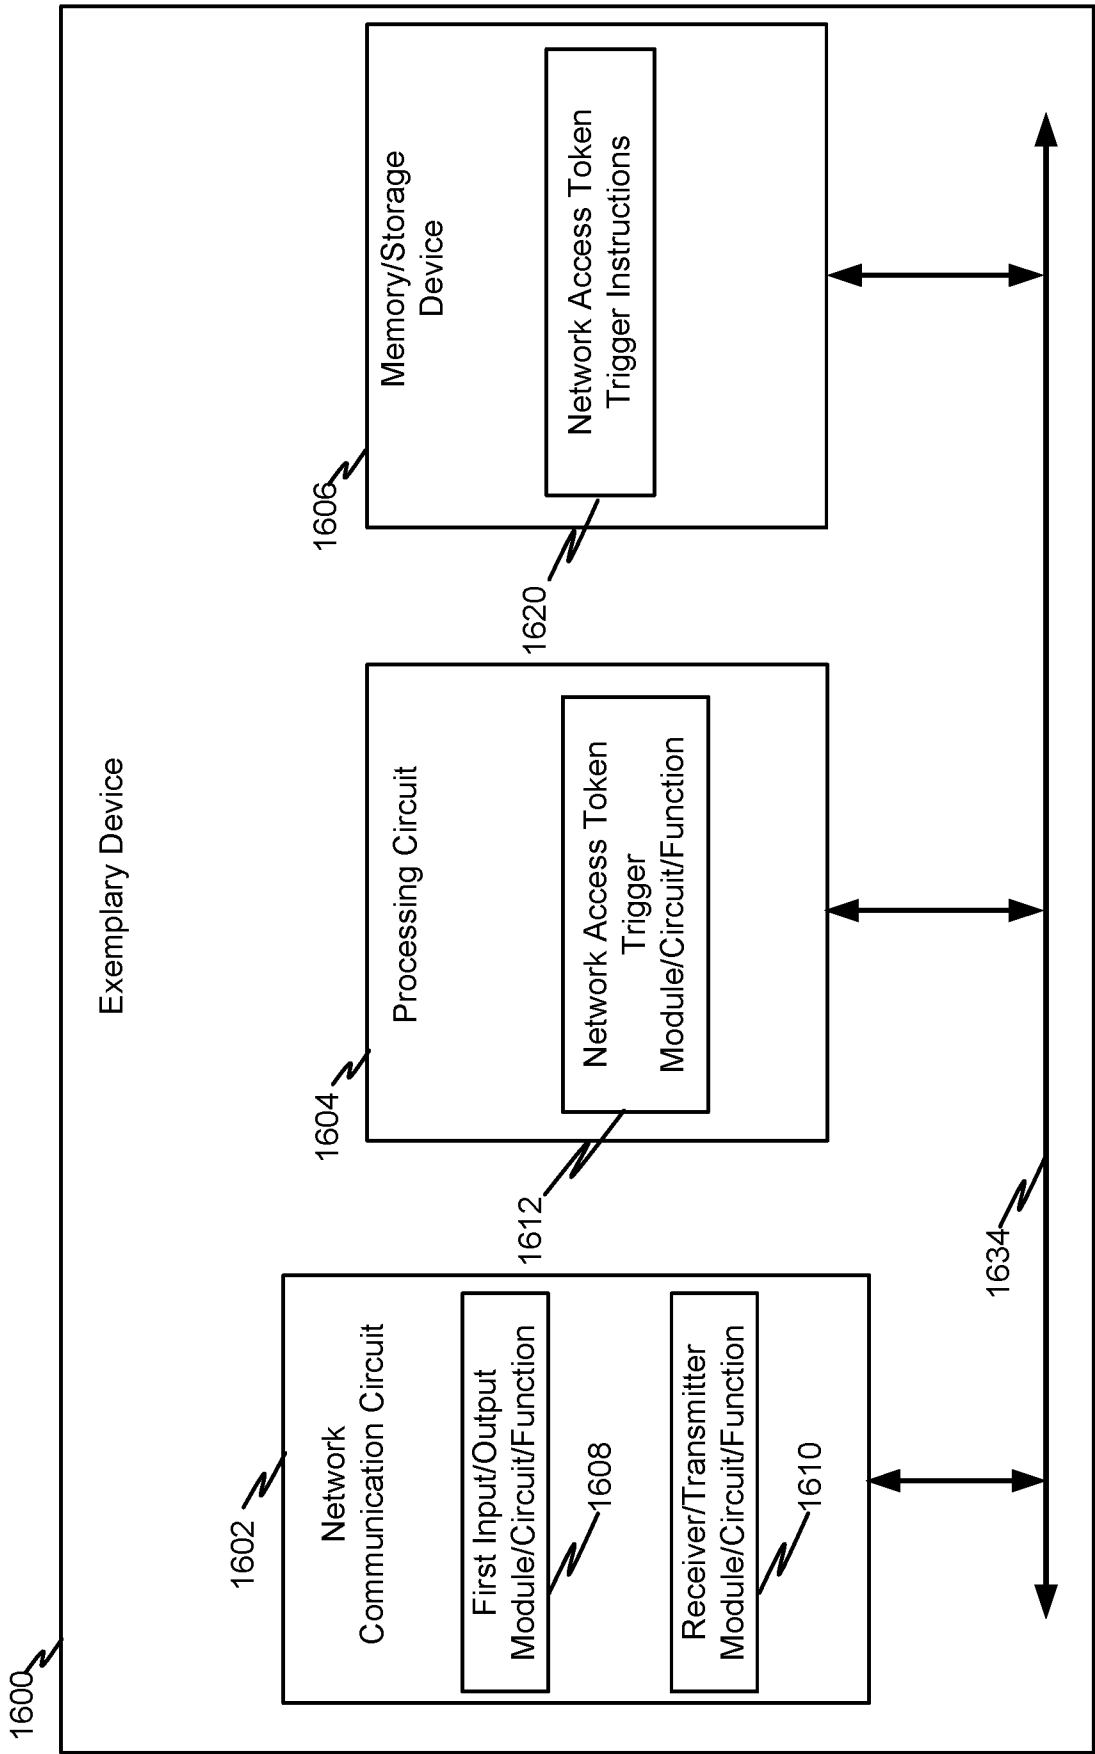 1600
Exemplary Device
1602
Network
Communication Circuit
First Input/Output
Module/Circuit/Function
1608
Receiver/Transmitter
Module/Circuit/Function
1610
1604
Processing Circuit
Network Access Token
Trigger
Module/Circuit/Function
1612
1606
Memory/Storage
Device
Network Access Token
Trigger Instructions
1620
1634